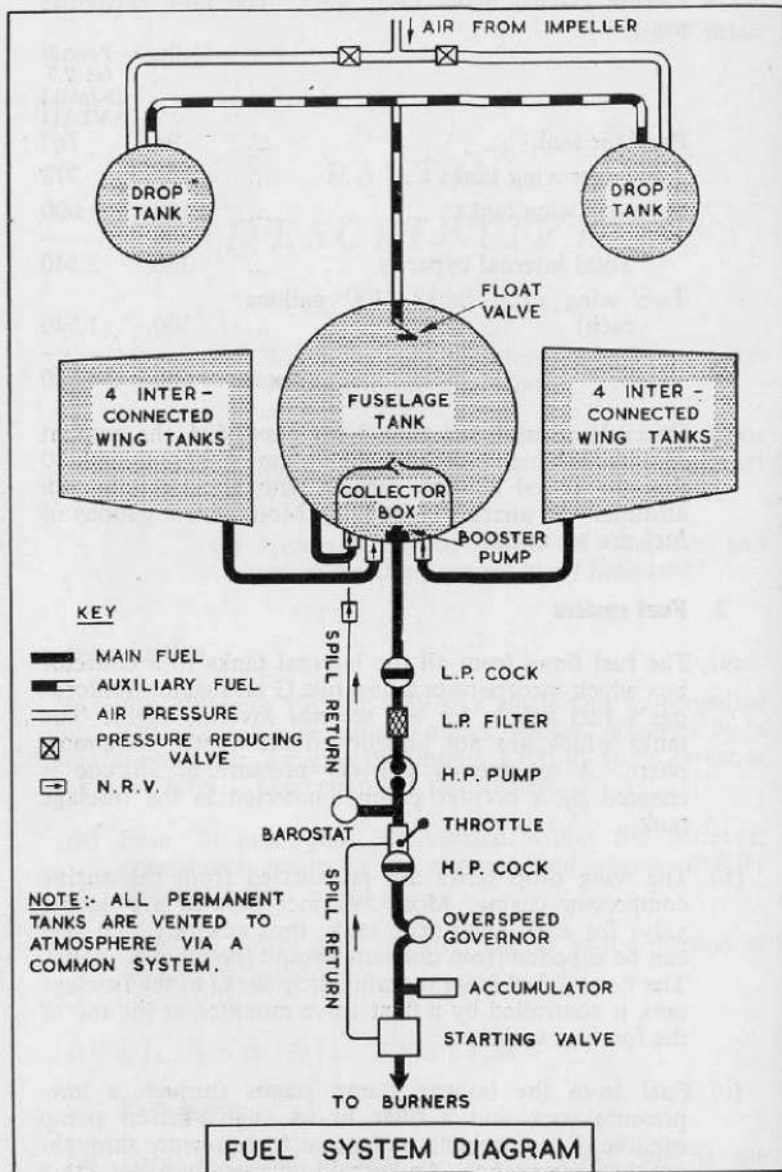 AIR FROM IMPELLER
DROP
TANK
DROP
TANK
FLOAT
VALVE
4 INTER-
CONNECTED
WING TANKS
FUSELAGE
TANK
4 INTER-
CONNECTED
WING TANKS
COLLECTOR
BOX
BOOSTER
PUMP
KEY
MAIN FUEL
AUXILIARY FUEL
AIR PRESSURE
PRESSURE REDUCING
VALVE
N.R.V.
SPILL RETURN
L.P. COCK
L.P. FILTER
H.P. PUMP
BAROSTAT
THROTTLE
H.P. COCK
NOTE:- ALL PERMANENT
TANKS ARE VENTED TO
ATMOSPHERE VIA A
COMMON SYSTEM.
SPILL RETURN
OVERSPEED
GOVERNOR
ACCUMULATOR
STARTING VALVE
TO BURNERS
FUEL SYSTEM DIAGRAM